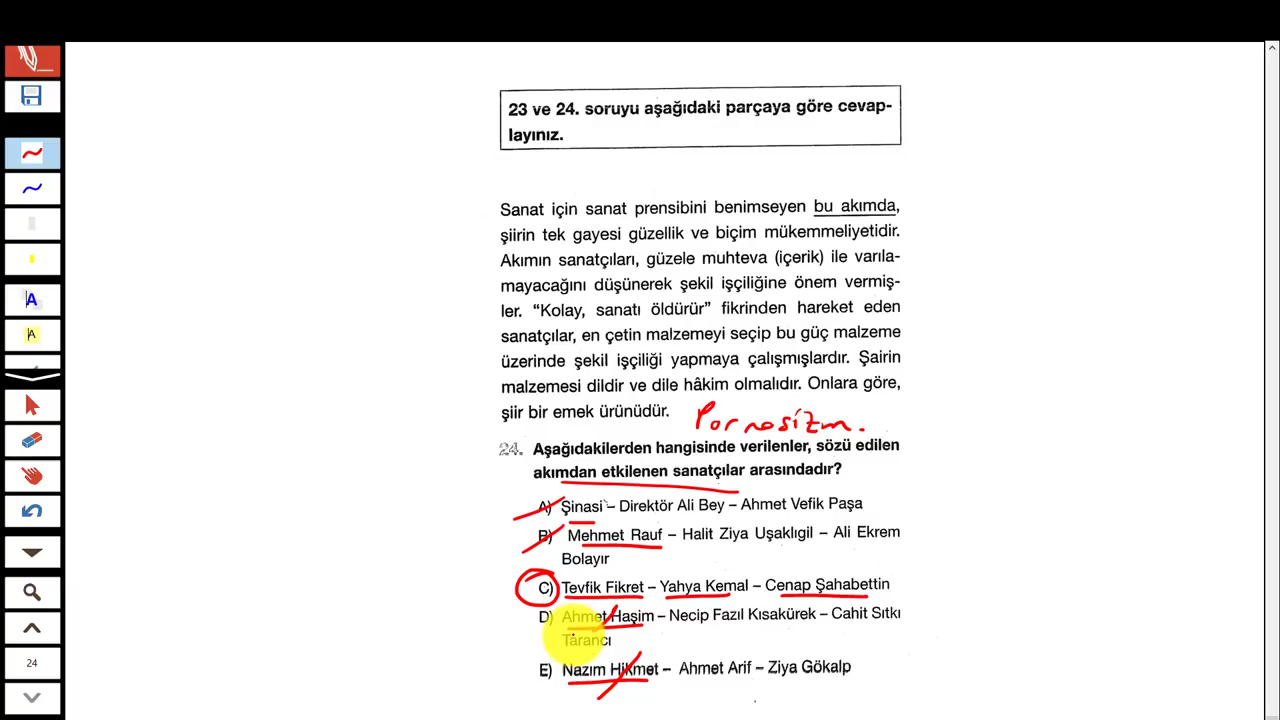 23 ve 24. soruyu aşağıdaki parçaya göre cevap-
layınız.
Sanat için sanat prensibini benimseyen bu akımda,
şiirin tek gayesi güzellik ve biçim mükemmeliyetidir.
Akımın sanatçıları, güzele muhteva (içerik) ile varıla-
mayacağını düşünerek şekil işçiliğine önem vermiş-
ler. “Kolay, sanatı öldürür” fikrinden hareket eden
sanatçılar, en çetin malzemeyi seçip bu güç malzeme
üzerinde şekil işçiliği yapmaya çalışmışlardır. Şairin
malzemesi dildir ve dile hâkim olmalıdır. Onlara göre,
şiir bir emek ürünüdür.
Parnasizm.
24. Aşağıdakilerden hangisinde verilenler, sözü edilen
akımdan etkilenen sanatçılar arasındadır?
A) Şinasi – Direktör Ali Bey – Ahmet Vefik Paşa
B) Mehmet Rauf – Halit Ziya Uşaklıgil – Ali Ekrem
Bolayır
C) Tevfik Fikret – Yahya Kemal – Cenap Şahabettin
D) Ahmet Haşim – Necip Fazıl Kısakürek – Cahit Sıtkı
Tarancı
E) Nazım Hikmet – Ahmet Arif – Ziya Gökalp
A
A
24